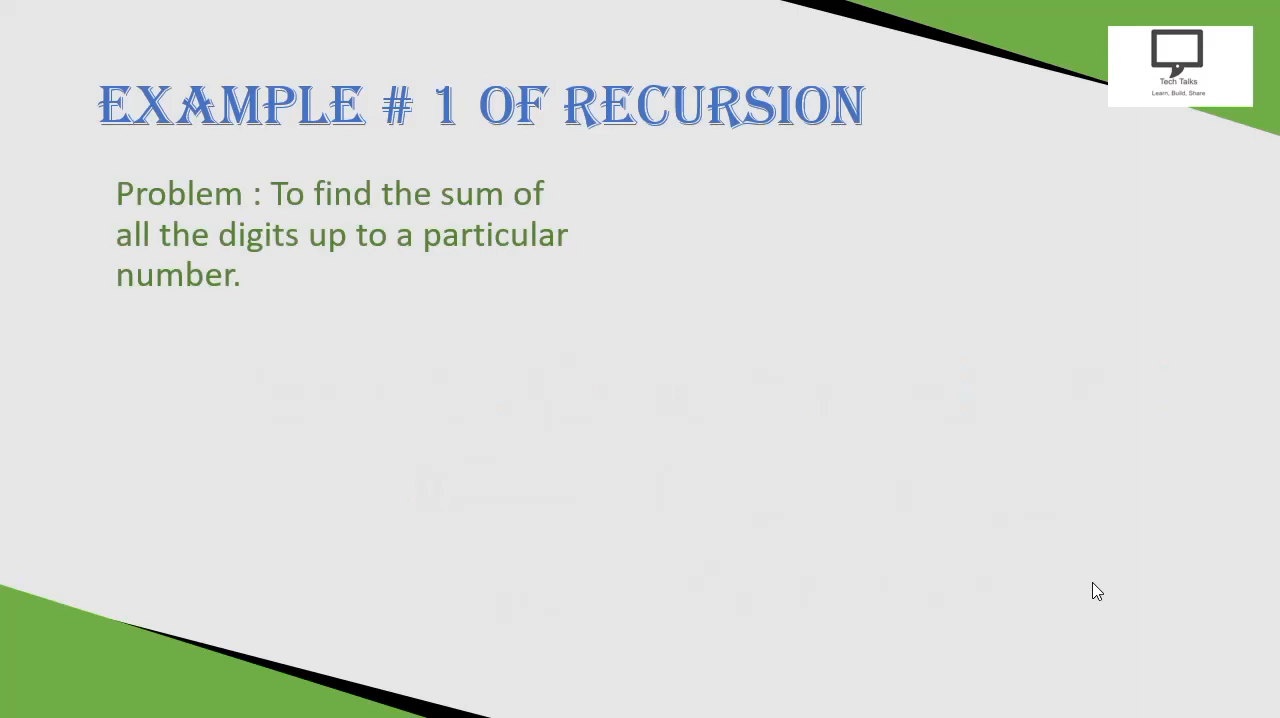 Tech Talks
Learn, Build, Share
EXAMPLE # 1 OF RECURSION
Problem : To find the sum of
all the digits up to a particular
number.